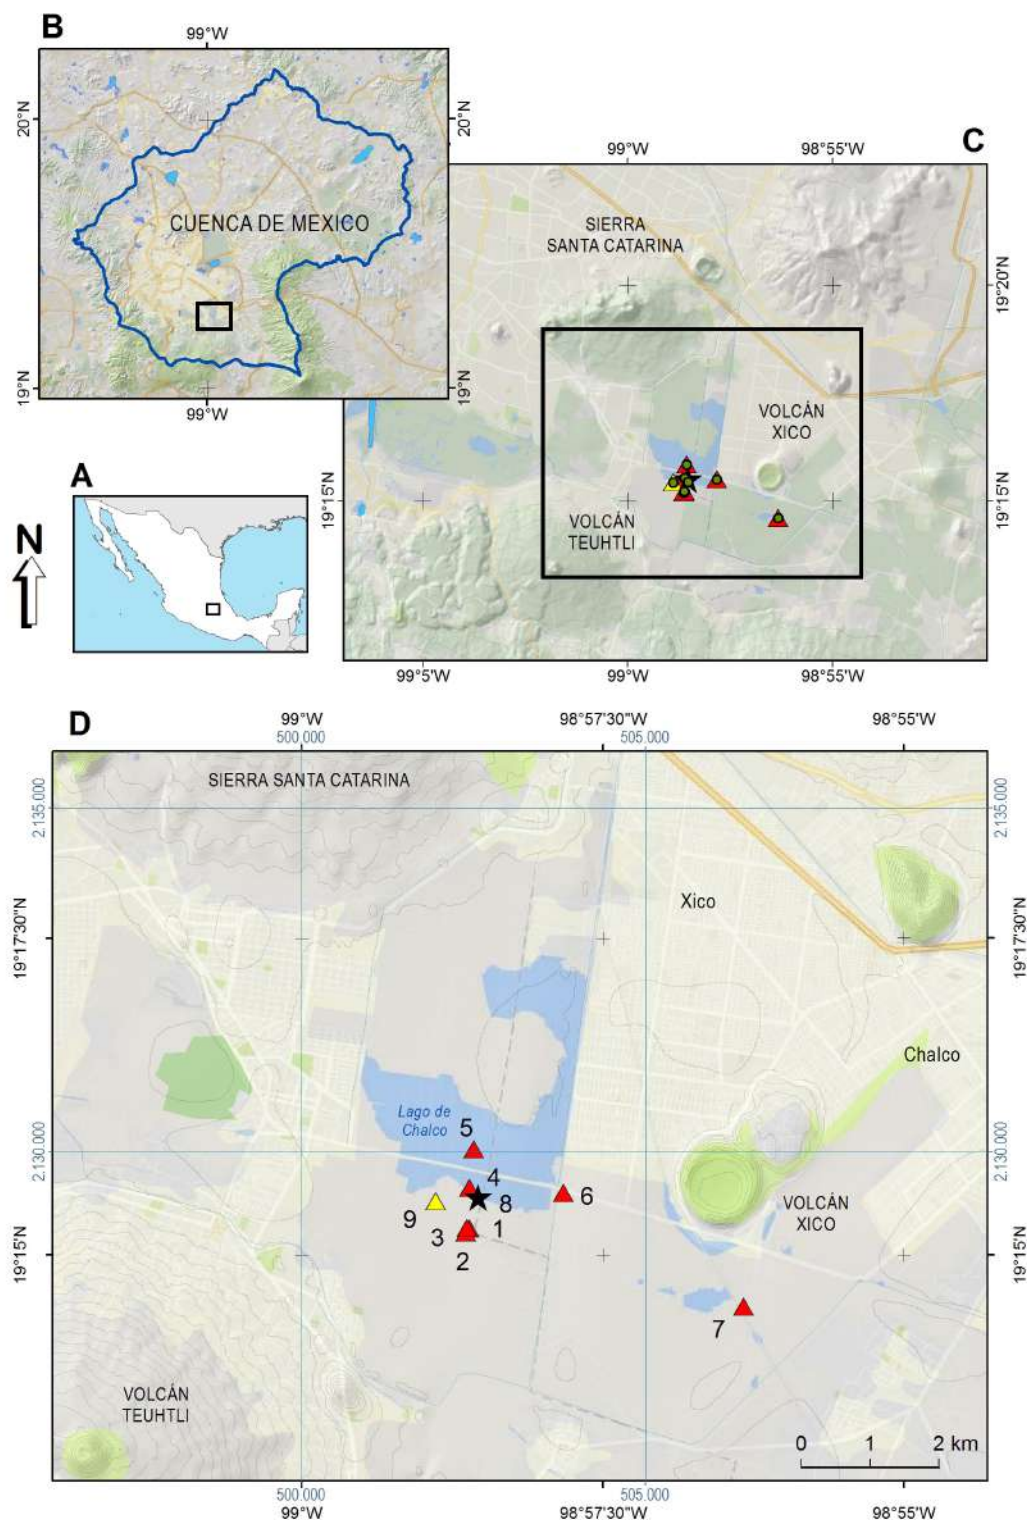 B
99°W
20°N
20°N
CUENCA DE MEXICO
19°N
19°N
99°W
C
99°W
98°55'W
SIERRA
SANTA CATARINA
19°20'N
VOLCÁN
XICO
19°15'N
19°15'N
VOLCÁN
TEUHTLI
99°5'W
99°W
98°55'W
A
N
D
99°W
98°57'30"W
98°55'W
500.000
505.000
SIERRA SANTA CATARINA
2.135.000
2.135.000
Xico
19°17'30"N
19°17'30"N
Chalco
Lago de
Chalco
5
2.130.000
2.130.000
4
6
8
9
VOLCÁN
XICO
3
1
2
19°15'N
19°15'N
7
VOLCÁN
TEUHTLI
0 1 2 km
500.000
505.000
99°W
98°57'30"W
98°55'W